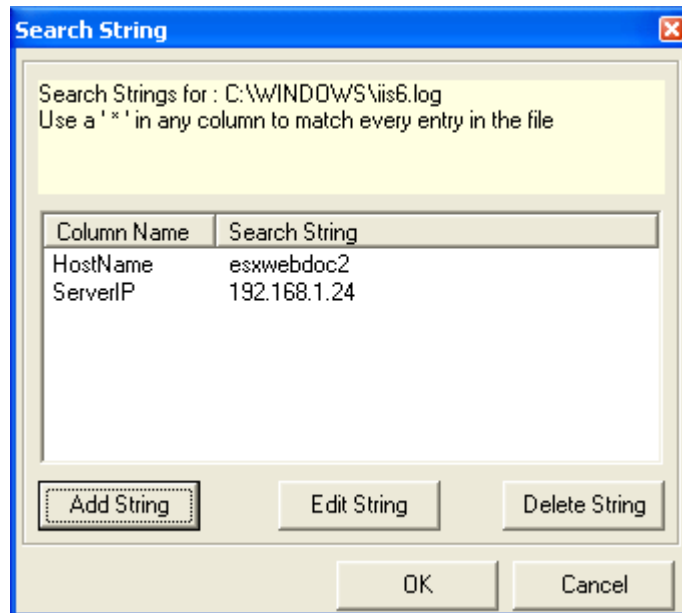 Search String
Search Strings for : C:\WINDOWS\iis6.log
Use a ' * ' in any column to match every entry in the file
Column Name Search String
HostName esxwebdoc2
ServerIP 192.168.1.24
Add String Edit String Delete String
OK Cancel